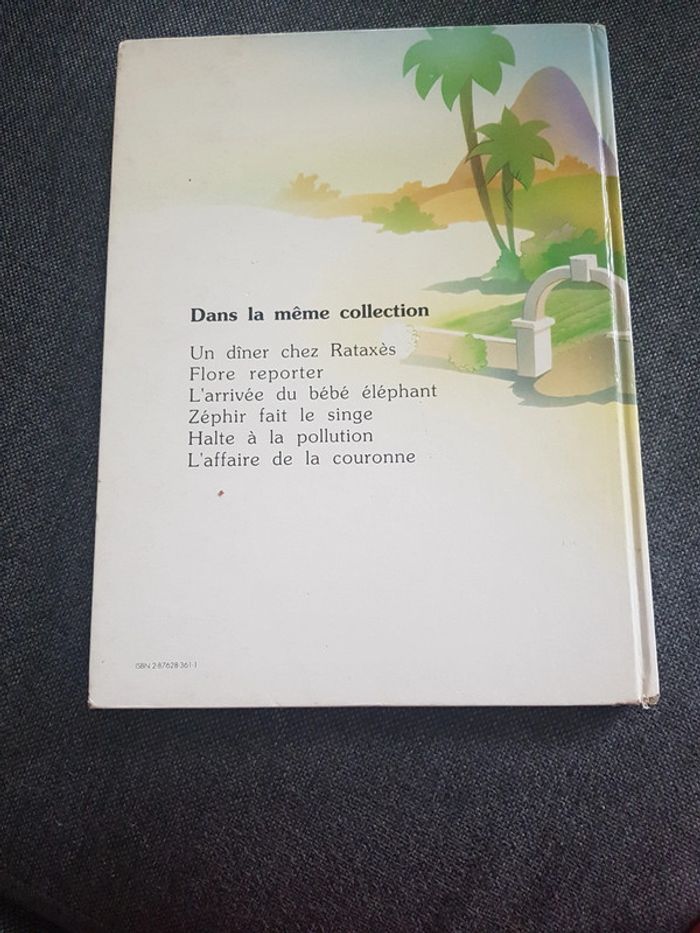 Dans la même collection
Un dîner chez Rataxès
Flore reporter
L'arrivée du bébé éléphant
Zéphir fait le singe
Halte à la pollution
L'affaire de la couronne
ISBN 2-87628-361-1